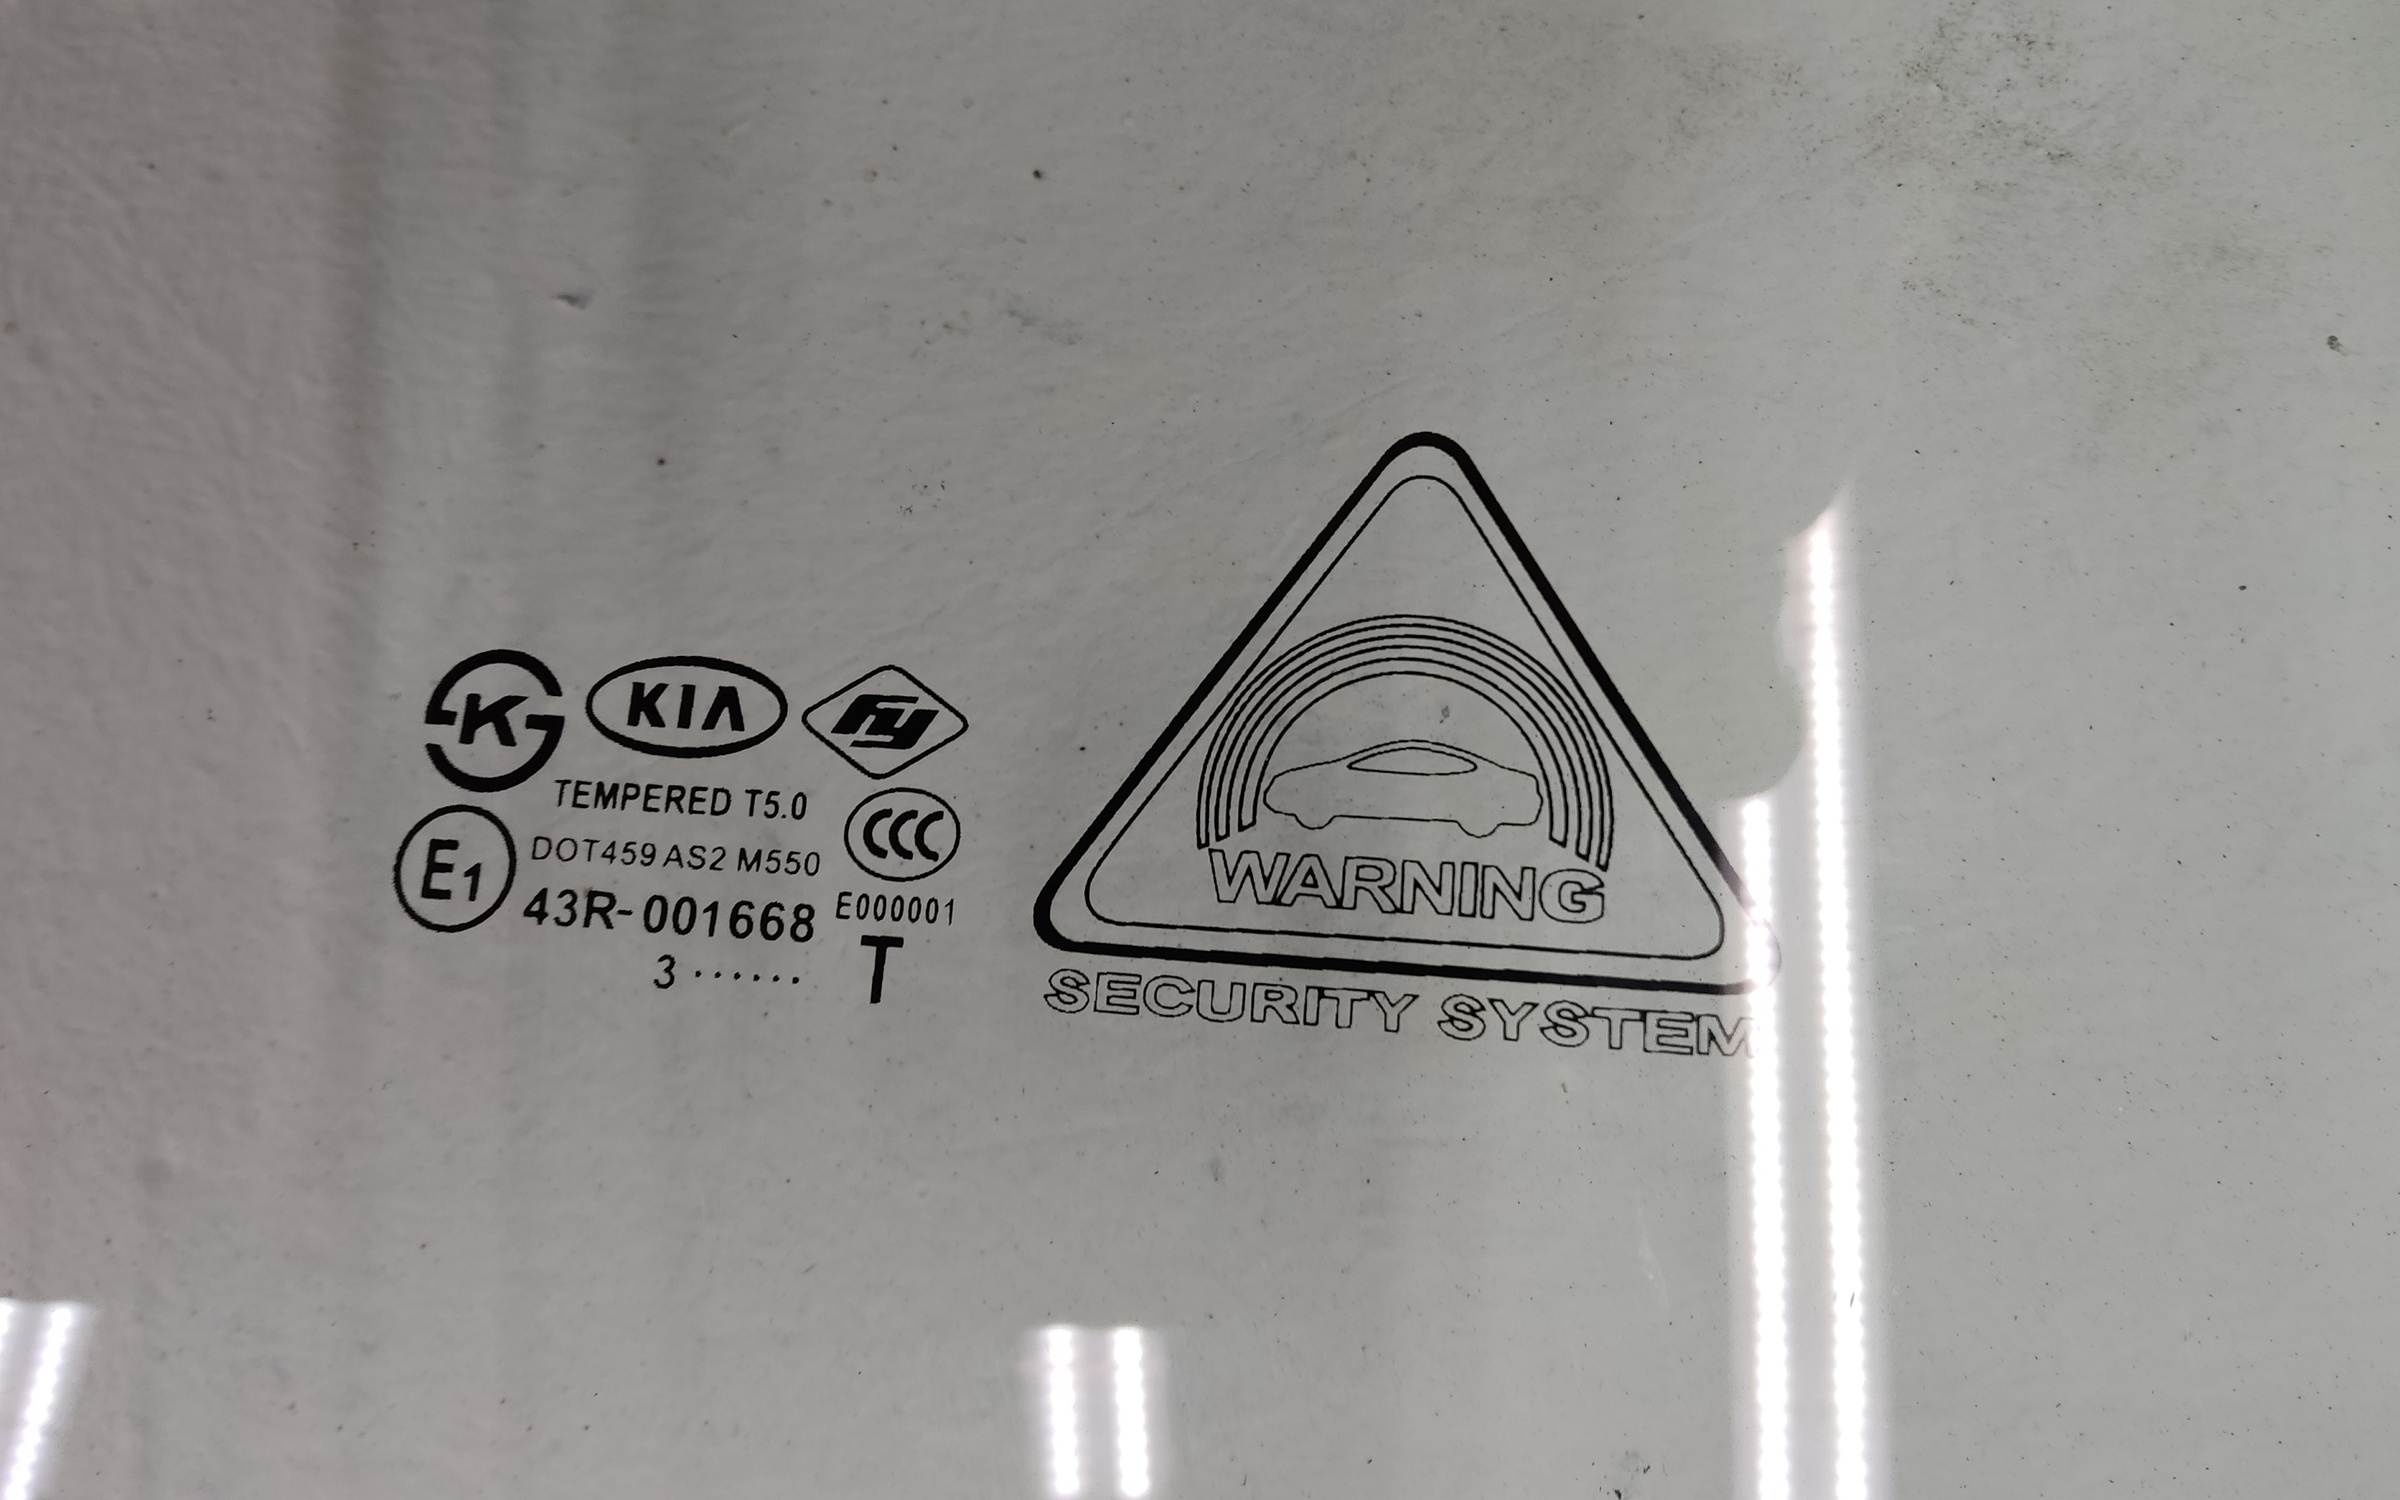 K
KIA
fy
TEMPERED T5.0
CCC
E1
DOT459 AS2 M550
43R-001668
E000001
3 ······
T
WARNING
SECURITY SYSTEM